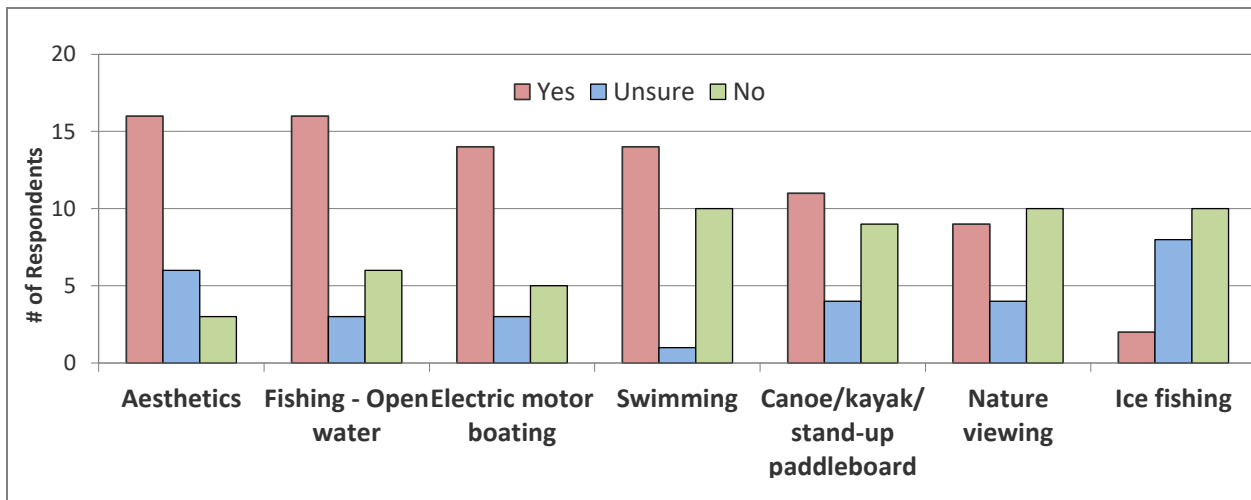 20
Yes Unsure No
15
10
5
0
# of Respondents
Aesthetics
Fishing - Open
water
Electric motor
boating
Swimming
Canoe/kayak/
stand-up
paddleboard
Nature
viewing
Ice fishing